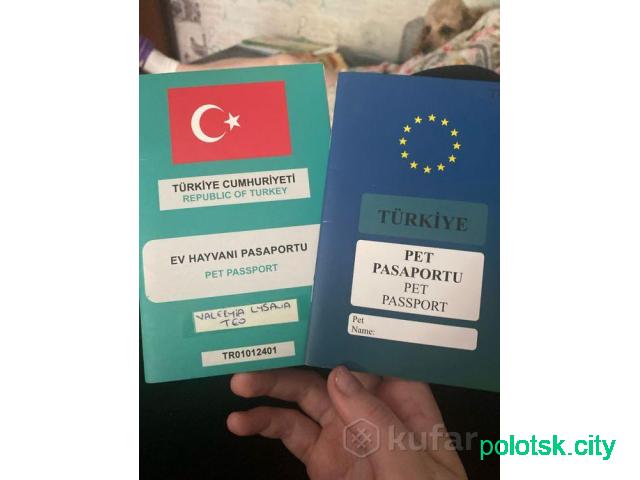 TÜRKİYE CUMHURİYETİ
REPUBLIC OF TURKEY
EV HAYVANI PASAPORTU
PET PASSPORT
TEO
TR01012401
TÜRKİYE
PET
PASAPORTU
PET
PASSPORT
Pet
Name:
kufar
polotsk.city